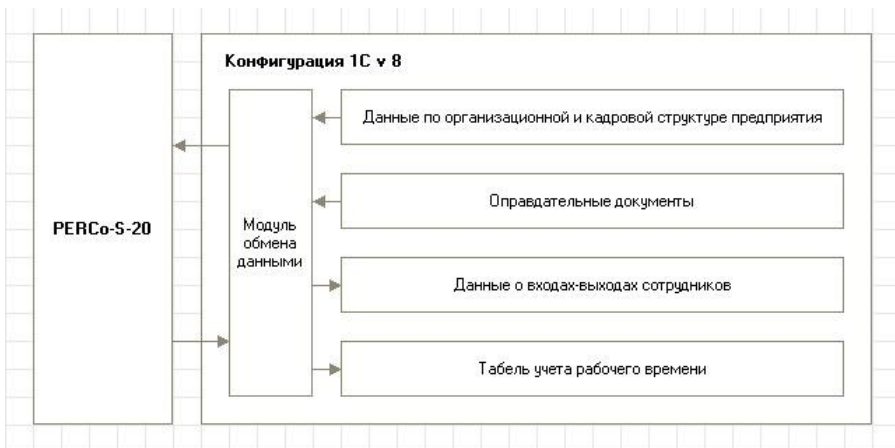 Конфигурация 1С v 8
Данные по организационной и кадровой структуре предприятия
Оправдательные документы
PERCo-S-20
Модуль
обмена
данными
Данные о входах-выходах сотрудников
Табель учета рабочего времени